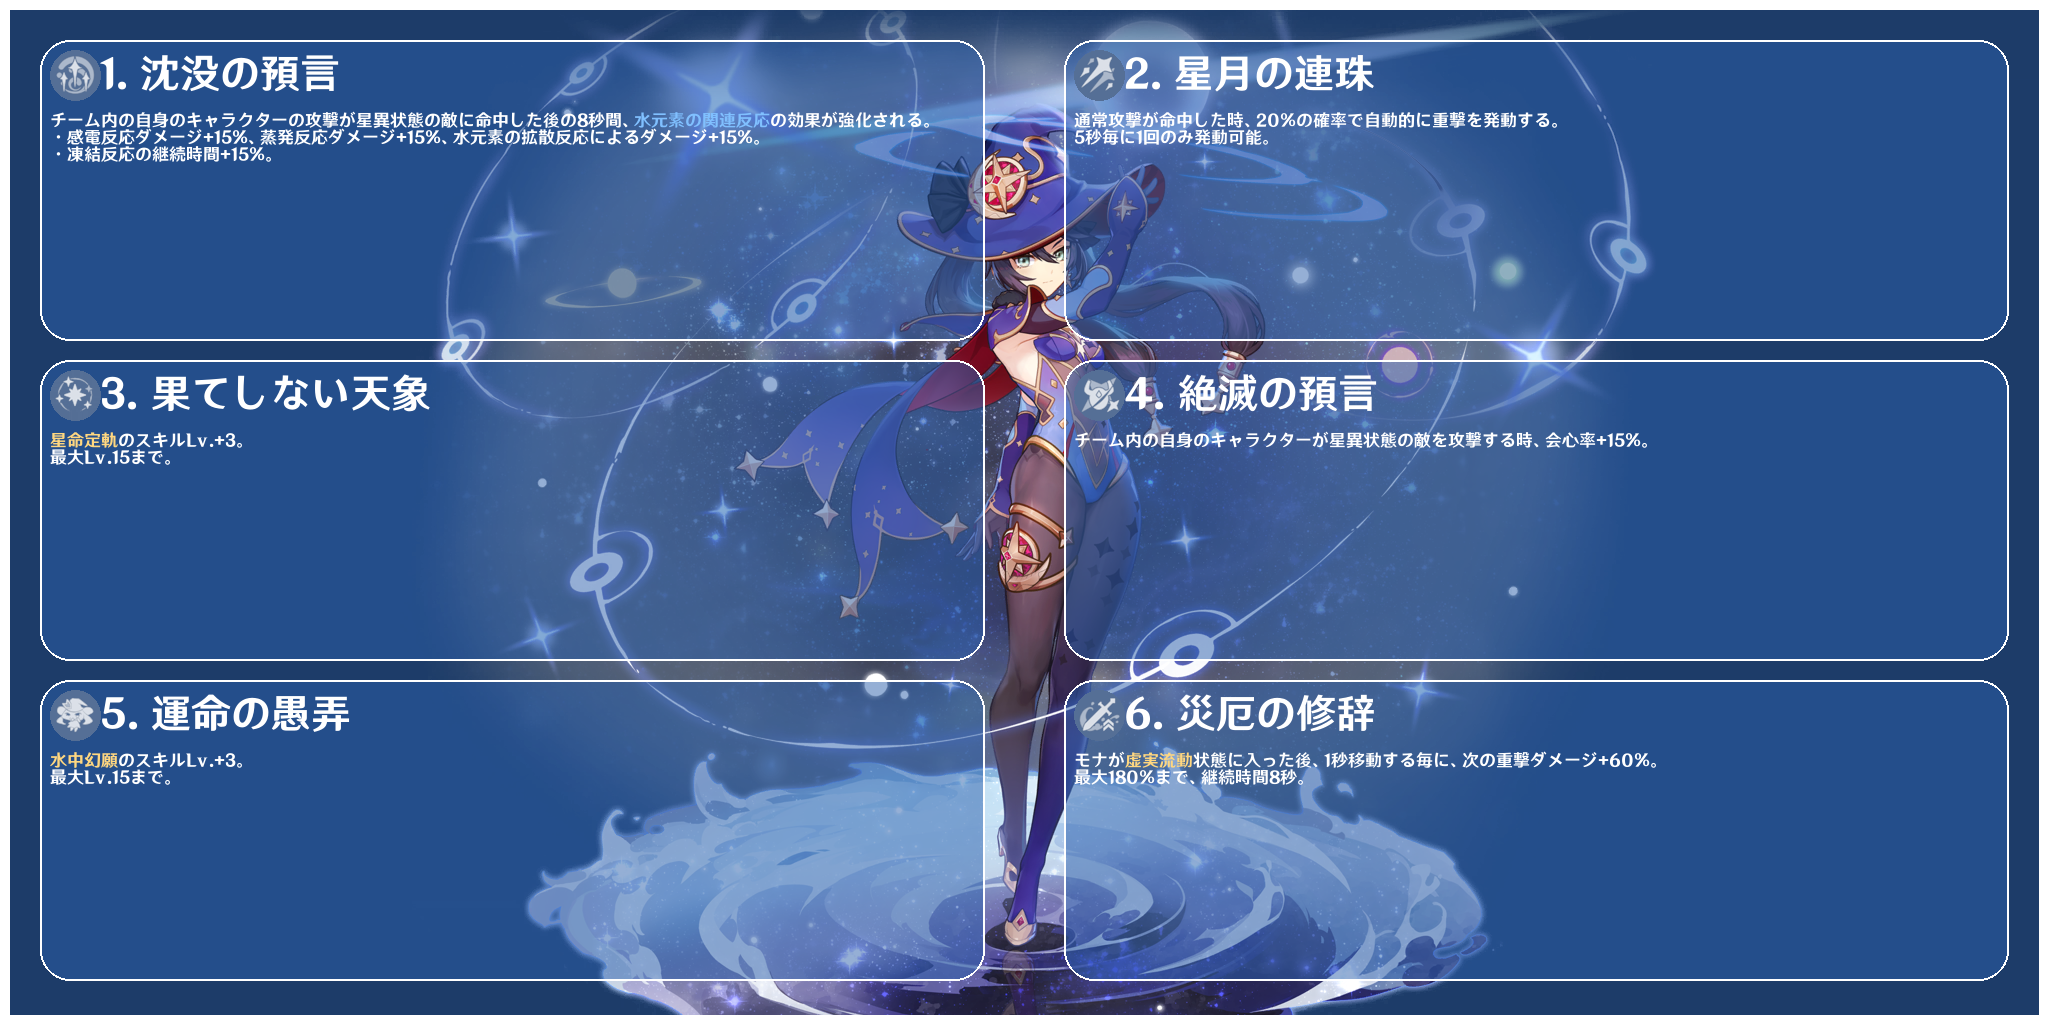 1. 沈没の預言
チーム内の自身のキャラクターの攻撃が星異状態の敵に命中した後の8秒間、水元素の関連反応の効果が強化される。
・感電反応ダメージ+15%、蒸発反応ダメージ+15%、水元素の拡散反応によるダメージ+15%。
・凍結反応の継続時間+15%。
2. 星月の連珠
通常攻撃が命中した時、20%の確率で自動的に重撃を発動する。
5秒毎に1回のみ発動可能。
3. 果てしない天象
星命定軌のスキルLv.+3。
最大Lv.15まで。
4. 絶滅の預言
チーム内の自身のキャラクターが星異状態の敵を攻撃する時、会心率+15%。
5. 運命の愚弄
水中幻願のスキルLv.+3。
最大Lv.15まで。
6. 災厄の修辞
モナが虚実流動状態に入った後、1秒移動する毎に、次の重撃ダメージ+60%。
最大180%まで、継続時間8秒。